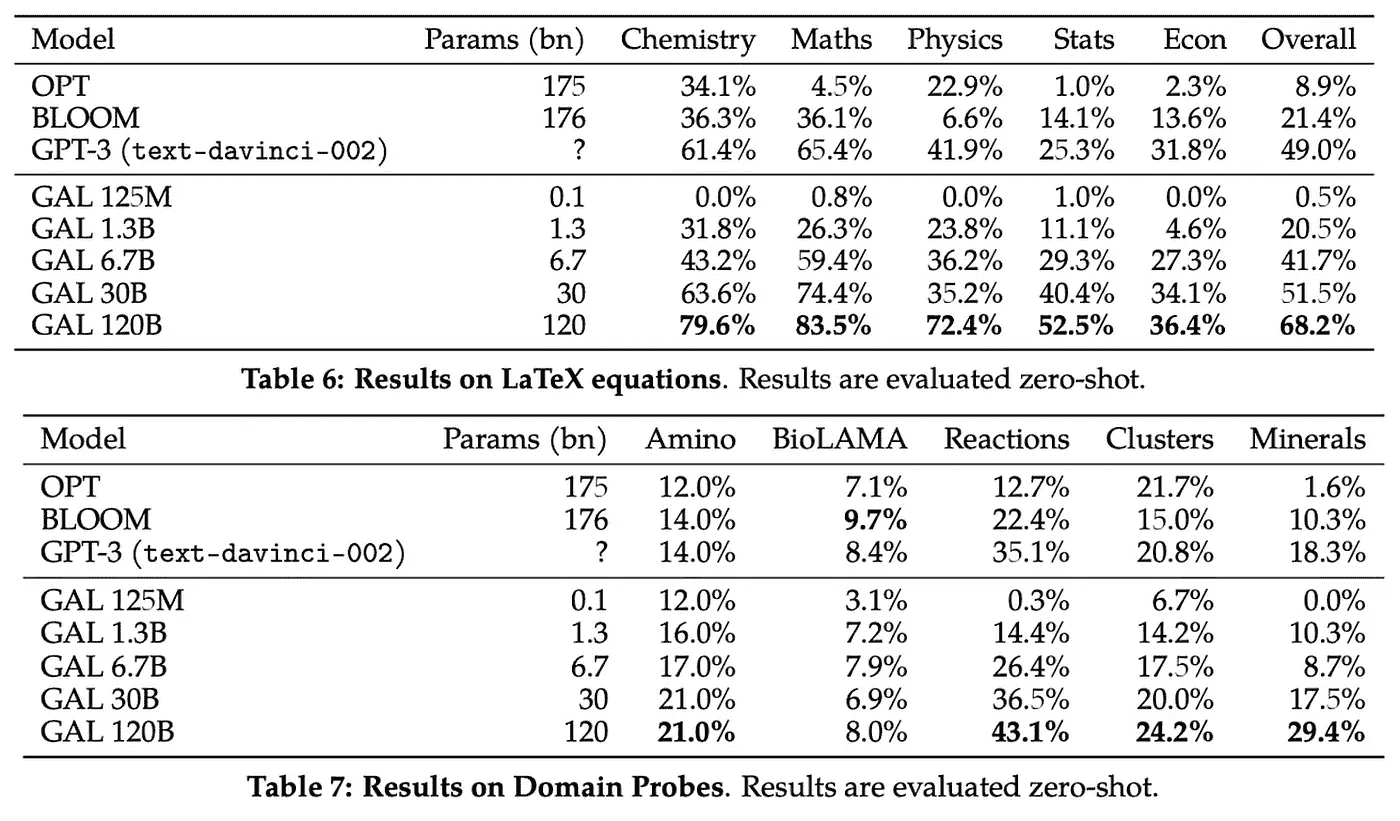 Model Params (bn) Chemistry Maths Physics Stats Econ Overall
OPT 175 34.1% 4.5% 22.9% 1.0% 2.3% 8.9%
BLOOM 176 36.3% 36.1% 6.6% 14.1% 13.6% 21.4%
GPT-3 (text-davinci-002) ? 61.4% 65.4% 41.9% 25.3% 31.8% 49.0%
GAL 125M 0.1 0.0% 0.8% 0.0% 1.0% 0.0% 0.5%
GAL 1.3B 1.3 31.8% 26.3% 23.8% 11.1% 4.6% 20.5%
GAL 6.7B 6.7 43.2% 59.4% 36.2% 29.3% 27.3% 41.7%
GAL 30B 30 63.6% 74.4% 35.2% 40.4% 34.1% 51.5%
GAL 120B 120 79.6% 83.5% 72.4% 52.5% 36.4% 68.2%
Table 6: Results on LaTeX equations. Results are evaluated zero-shot.
Model Params (bn) Amino BioLAMA Reactions Clusters Minerals
OPT 175 12.0% 7.1% 12.7% 21.7% 1.6%
BLOOM 176 14.0% 9.7% 22.4% 15.0% 10.3%
GPT-3 (text-davinci-002) ? 14.0% 8.4% 35.1% 20.8% 18.3%
GAL 125M 0.1 12.0% 3.1% 0.3% 6.7% 0.0%
GAL 1.3B 1.3 16.0% 7.2% 14.4% 14.2% 10.3%
GAL 6.7B 6.7 17.0% 7.9% 26.4% 17.5% 8.7%
GAL 30B 30 21.0% 6.9% 36.5% 20.0% 17.5%
GAL 120B 120 21.0% 8.0% 43.1% 24.2% 29.4%
Table 7: Results on Domain Probes. Results are evaluated zero-shot.